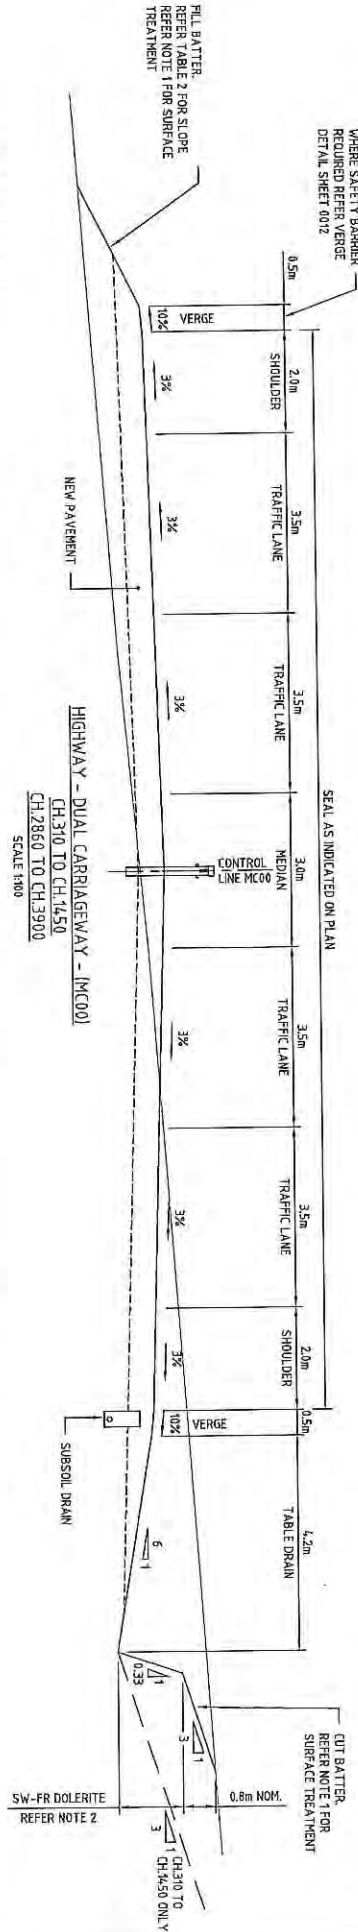 WHERE SAFETY BARRIER
REQUIRED REFER VERGE
DETAIL SHEET 0012
FILL BATTER.
REFER TABLE 2 FOR SLOPE
REFER NOTE 1 FOR SURFACE
TREATMENT
SEAL AS INDICATED ON PLAN
0.5m
2.0m
3.5m
3.5m
3.0m
3.5m
3.5m
2.0m
0.5m
4.2m
VERGE
SHOULDER
TRAFFIC LANE
TRAFFIC LANE
MEDIAN
TRAFFIC LANE
TRAFFIC LANE
SHOULDER
VERGE
TABLE DRAIN
CUT BATTER.
REFER NOTE 1 FOR
SURFACE TREATMENT
10%
3%
3%
3%
CONTROL
LINE MC00
3%
3%
3%
10%
6
1
0.33
1
3
1
0.8m NOM.
SW-FR DOLERITE
REFER NOTE 2
3
1
CH.310 TO
CH.1450 ONLY
NEW PAVEMENT
SUBSOIL DRAIN
HIGHWAY - DUAL CARRIAGEWAY - (MC00)
CH.310 TO CH.1450
CH.2860 TO CH.3900
SCALE 1:100